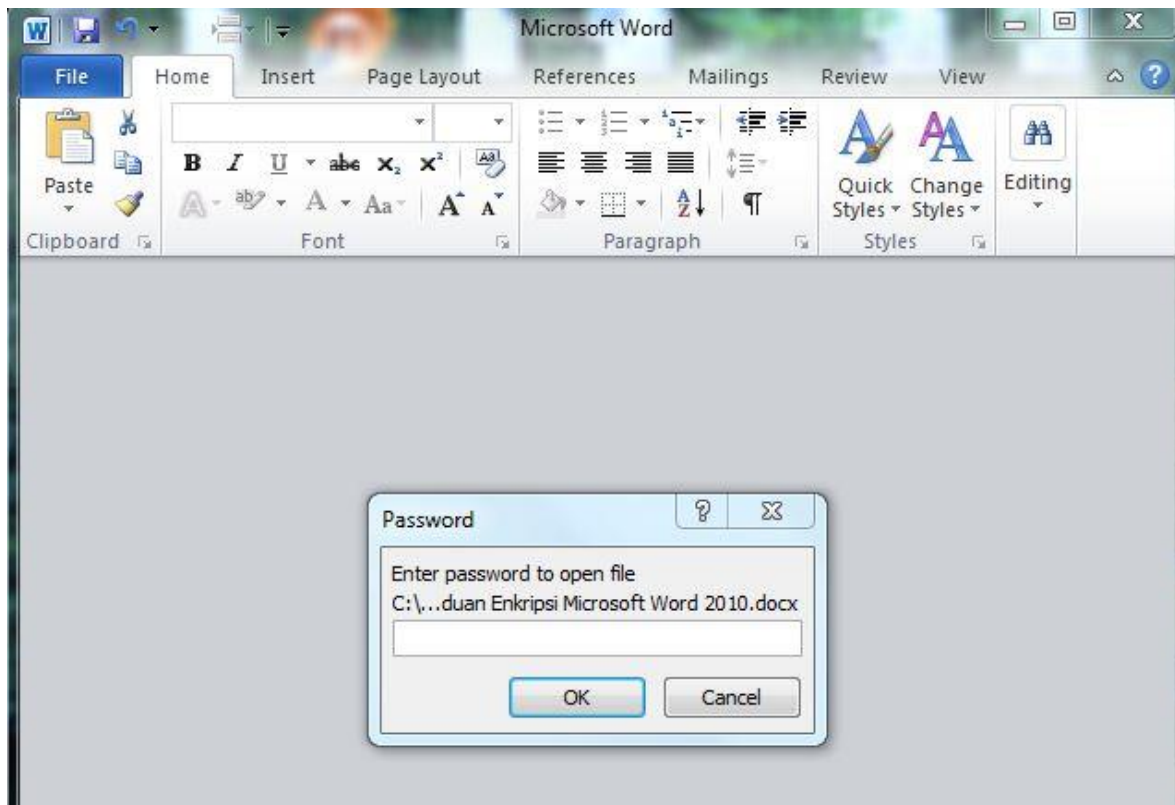 Microsoft Word
File Home Insert Page Layout References Mailings Review View
Paste
B I U abc x₂ x² Aa
A ab A Aa A A
A Z ¶
Quick Styles
Change Styles
Editing
Clipboard Font Paragraph Styles
Password
Enter password to open file
C:\...duan Enkripsi Microsoft Word 2010.docx
OK Cancel